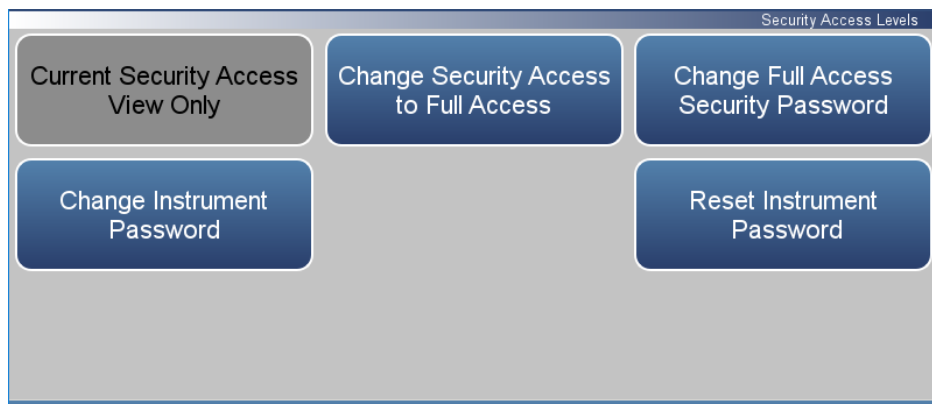 Security Access Levels
Current Security Access
View Only
Change Security Access
to Full Access
Change Full Access
Security Password
Change Instrument
Password
Reset Instrument
Password